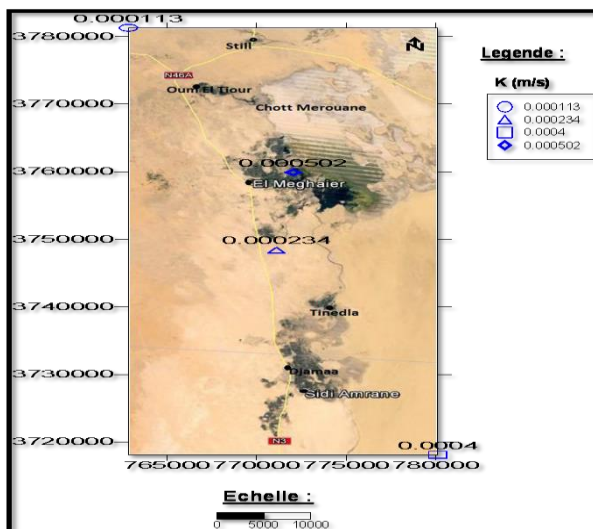 0.000113
3780000
Still
N46A
Oum El Tiour
3770000
Chott Merouane
3760000
0.000502
El Meghaier
3750000
0.000234
3740000
Tinedla
3730000
Djamaa
Sidi Amrane
3720000
N3
0.0004
765000 770000 775000 780000
Echelle :
0 5000 10000
Legende :
K (m/s)
0.000113
0.000234
0.0004
0.000502